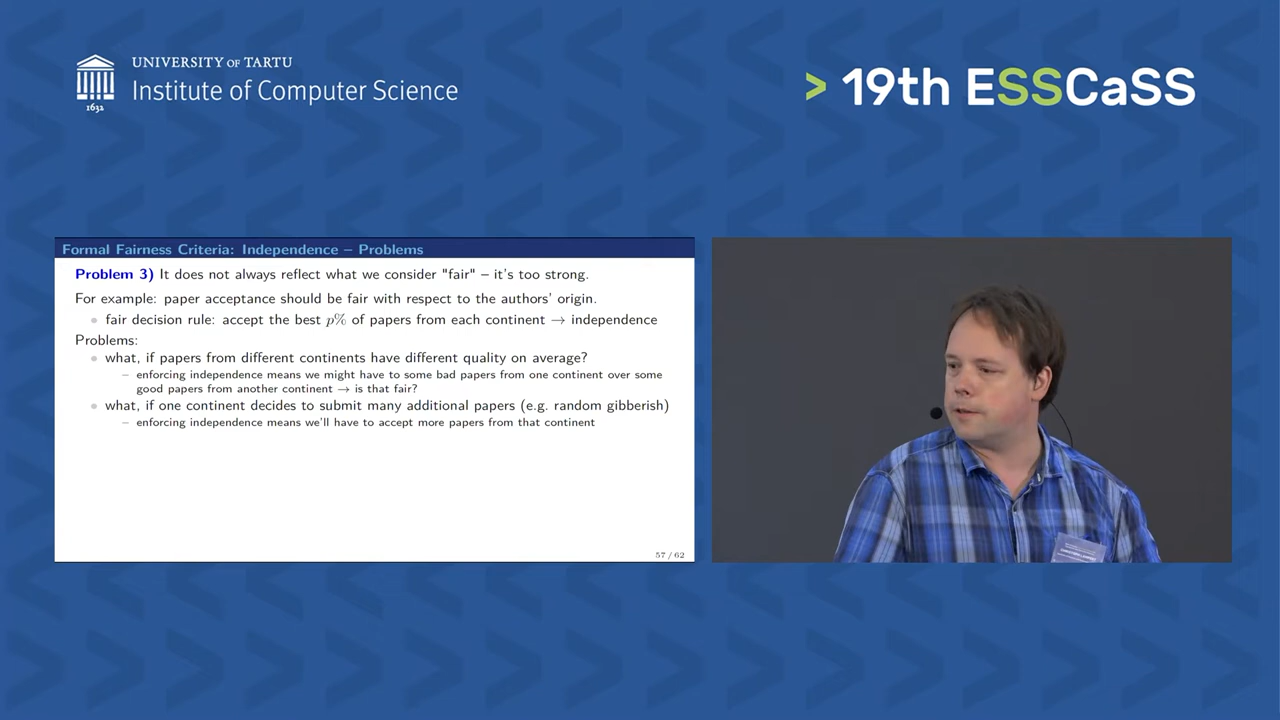 UNIVERSITY OF TARTU
Institute of Computer Science
1632
> 19th ESSCaSS
Formal Fairness Criteria: Independence – Problems
Problem 3) It does not always reflect what we consider "fair" – it's too strong.
For example: paper acceptance should be fair with respect to the authors' origin.
• fair decision rule: accept the best p% of papers from each continent → independence
Problems:
• what, if papers from different continents have different quality on average?
– enforcing independence means we might have to some bad papers from one continent over some
good papers from another continent → is that fair?
• what, if one continent decides to submit many additional papers (e.g. random gibberish)
– enforcing independence means we'll have to accept more papers from that continent
57 / 62